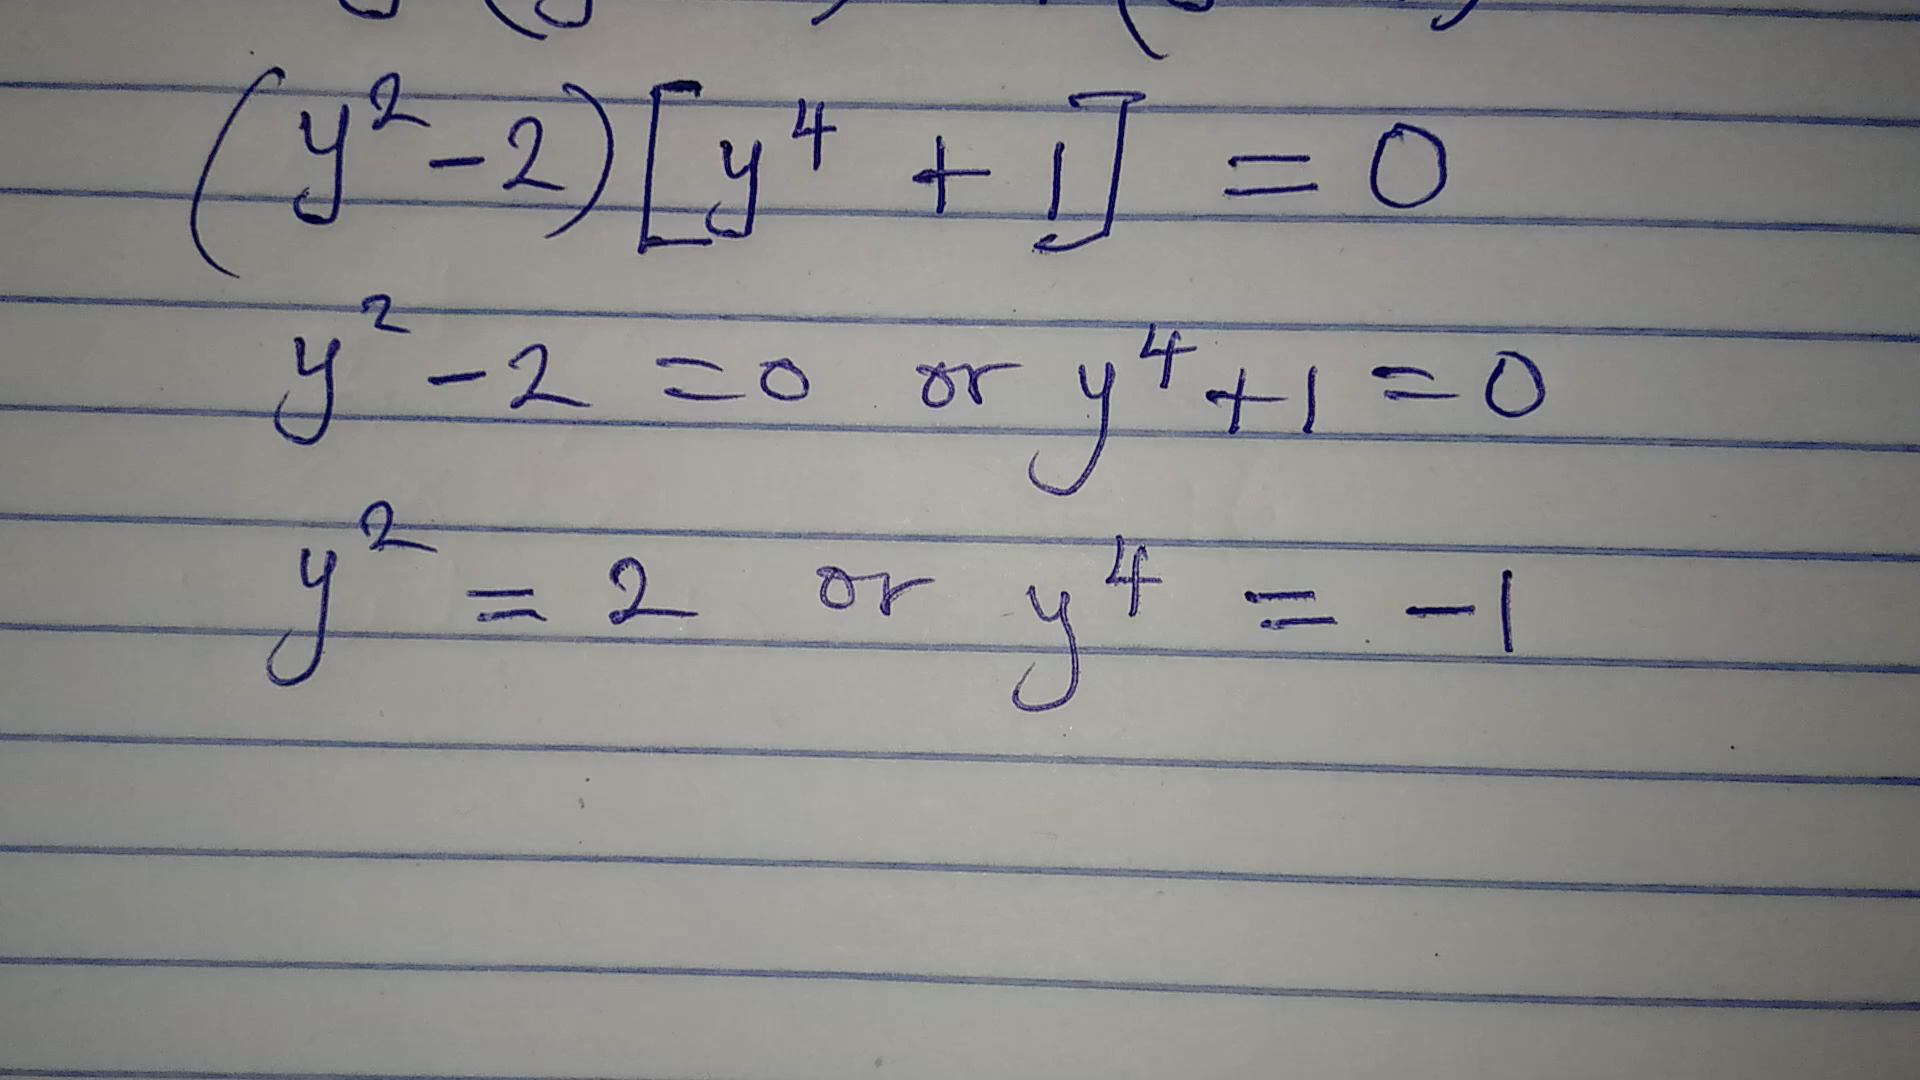 (y² - 2)[y⁴ + 1] = 0
y² - 2 = 0 or y⁴ + 1 = 0
y² = 2 or y⁴ = -1